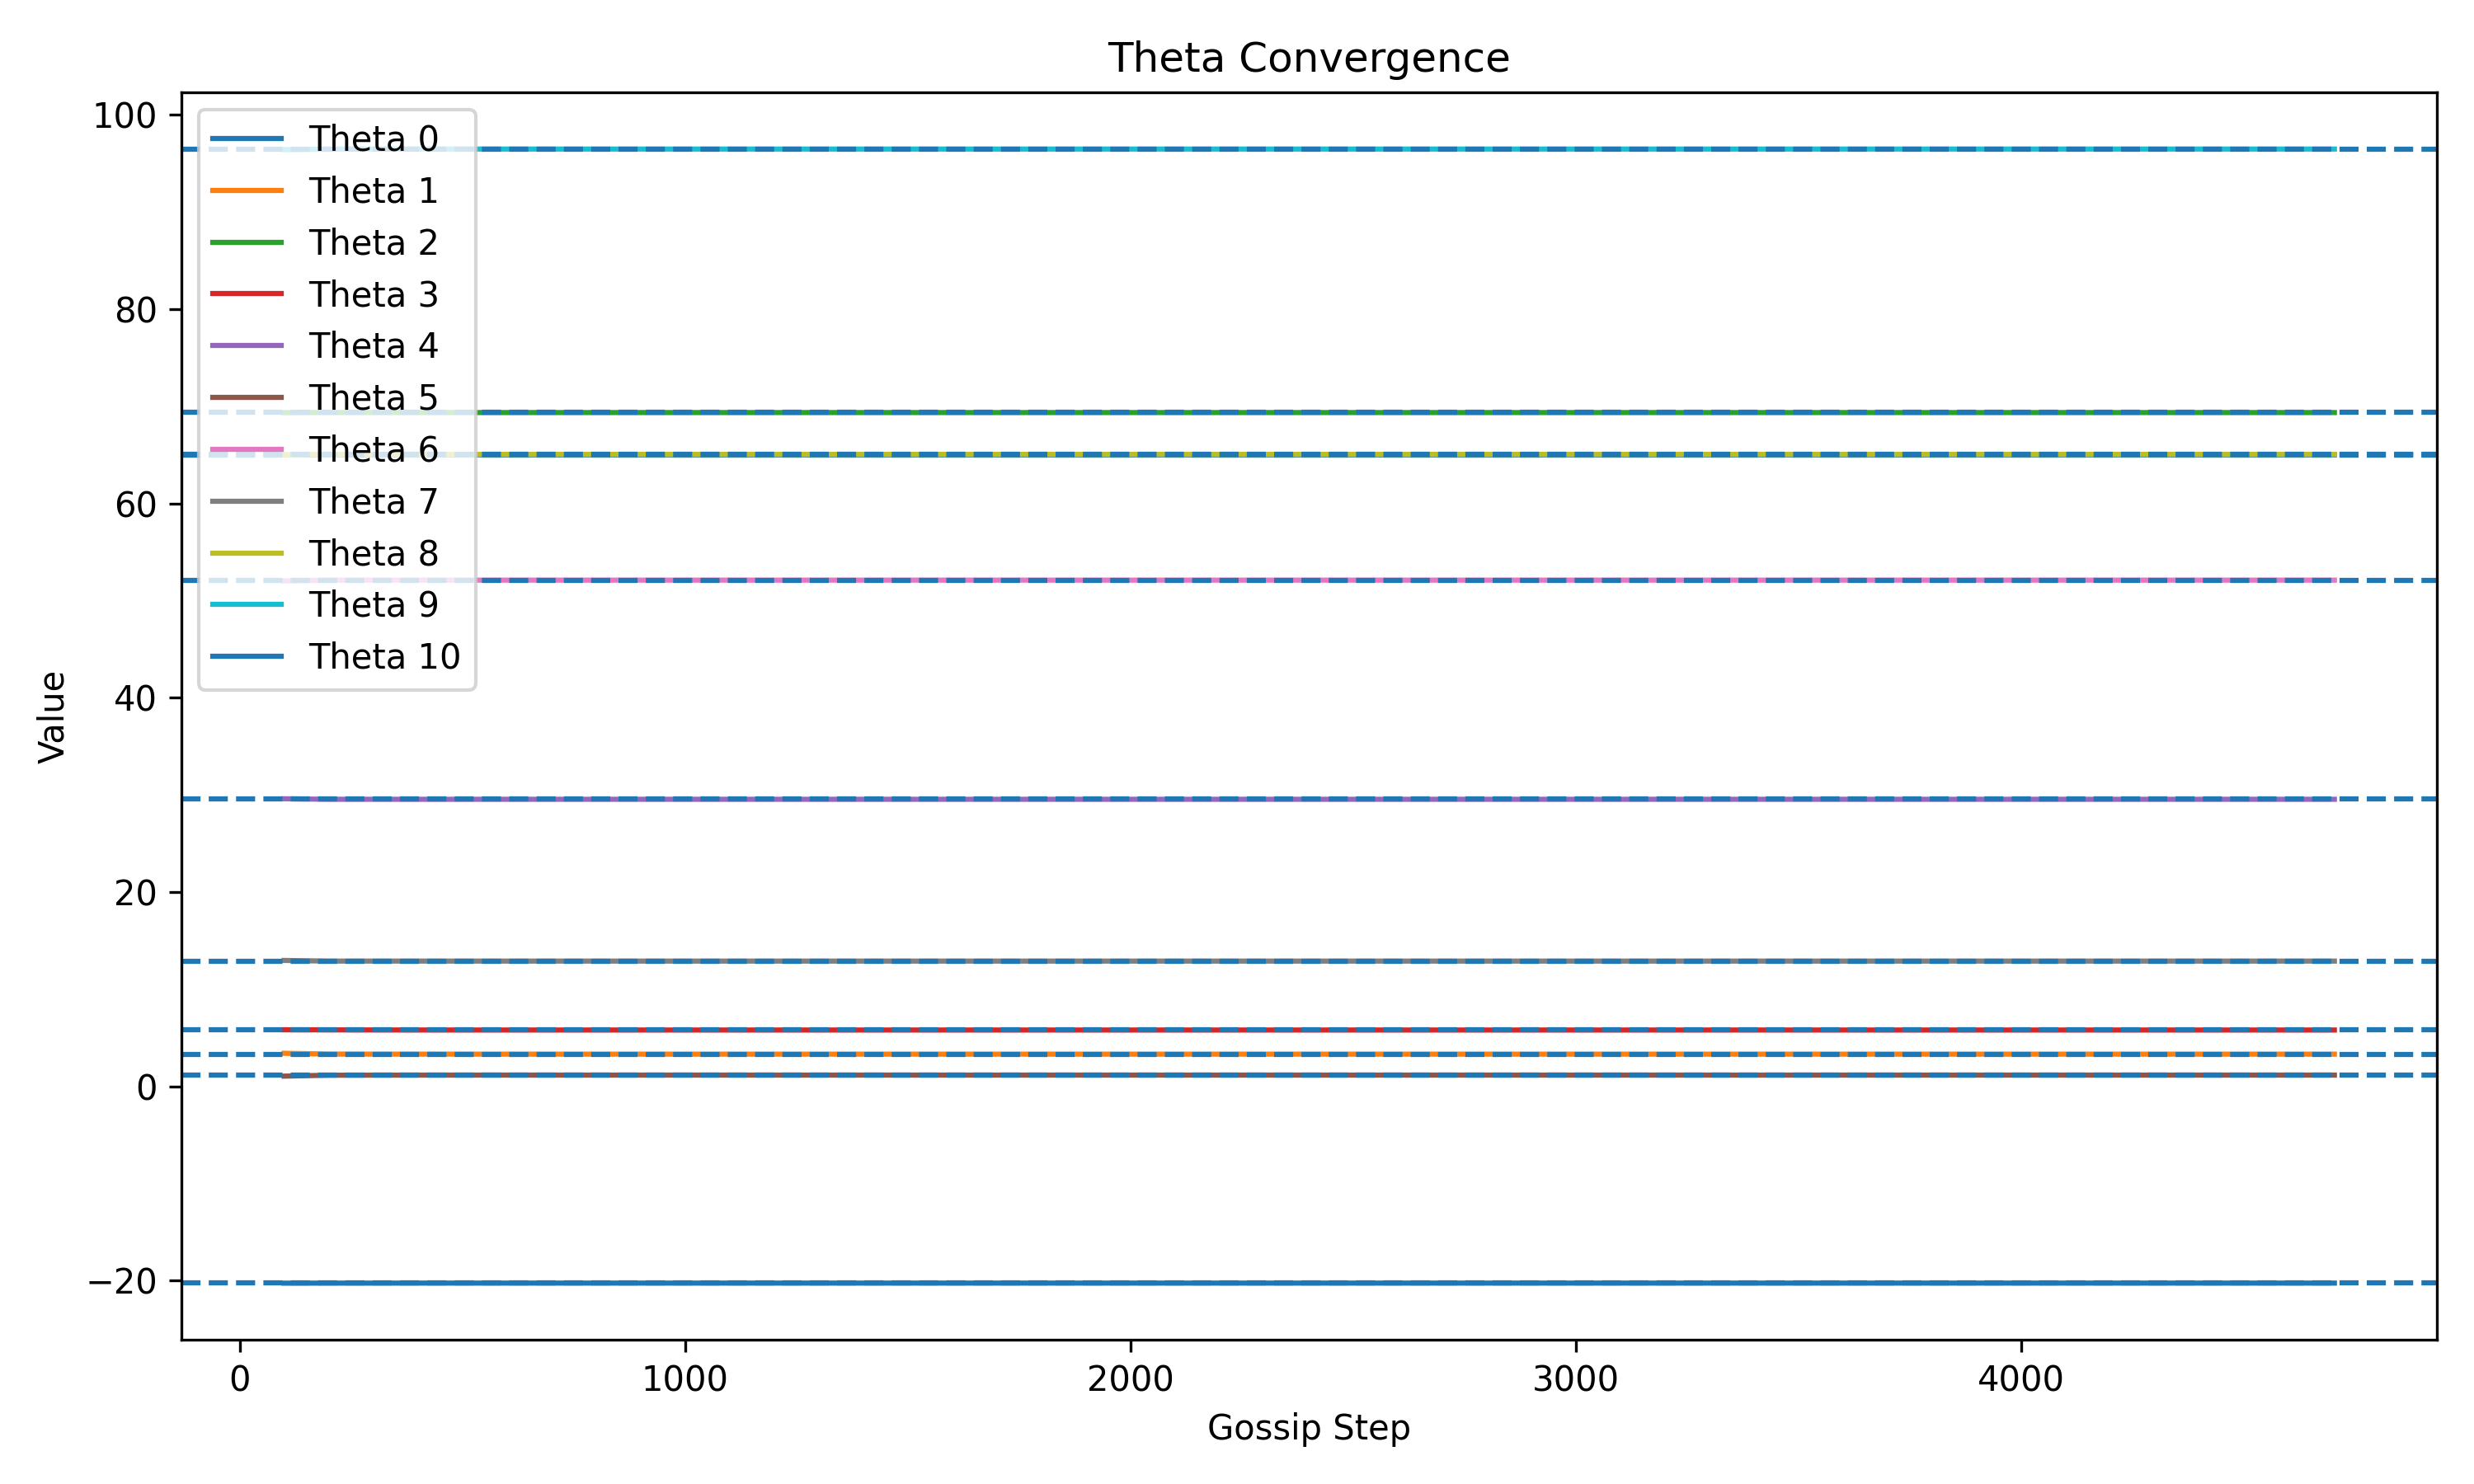 Theta Convergence
100
80
60
40
20
0
−20
Value
Theta 0
Theta 1
Theta 2
Theta 3
Theta 4
Theta 5
Theta 6
Theta 7
Theta 8
Theta 9
Theta 10
0 1000 2000 3000 4000
Gossip Step